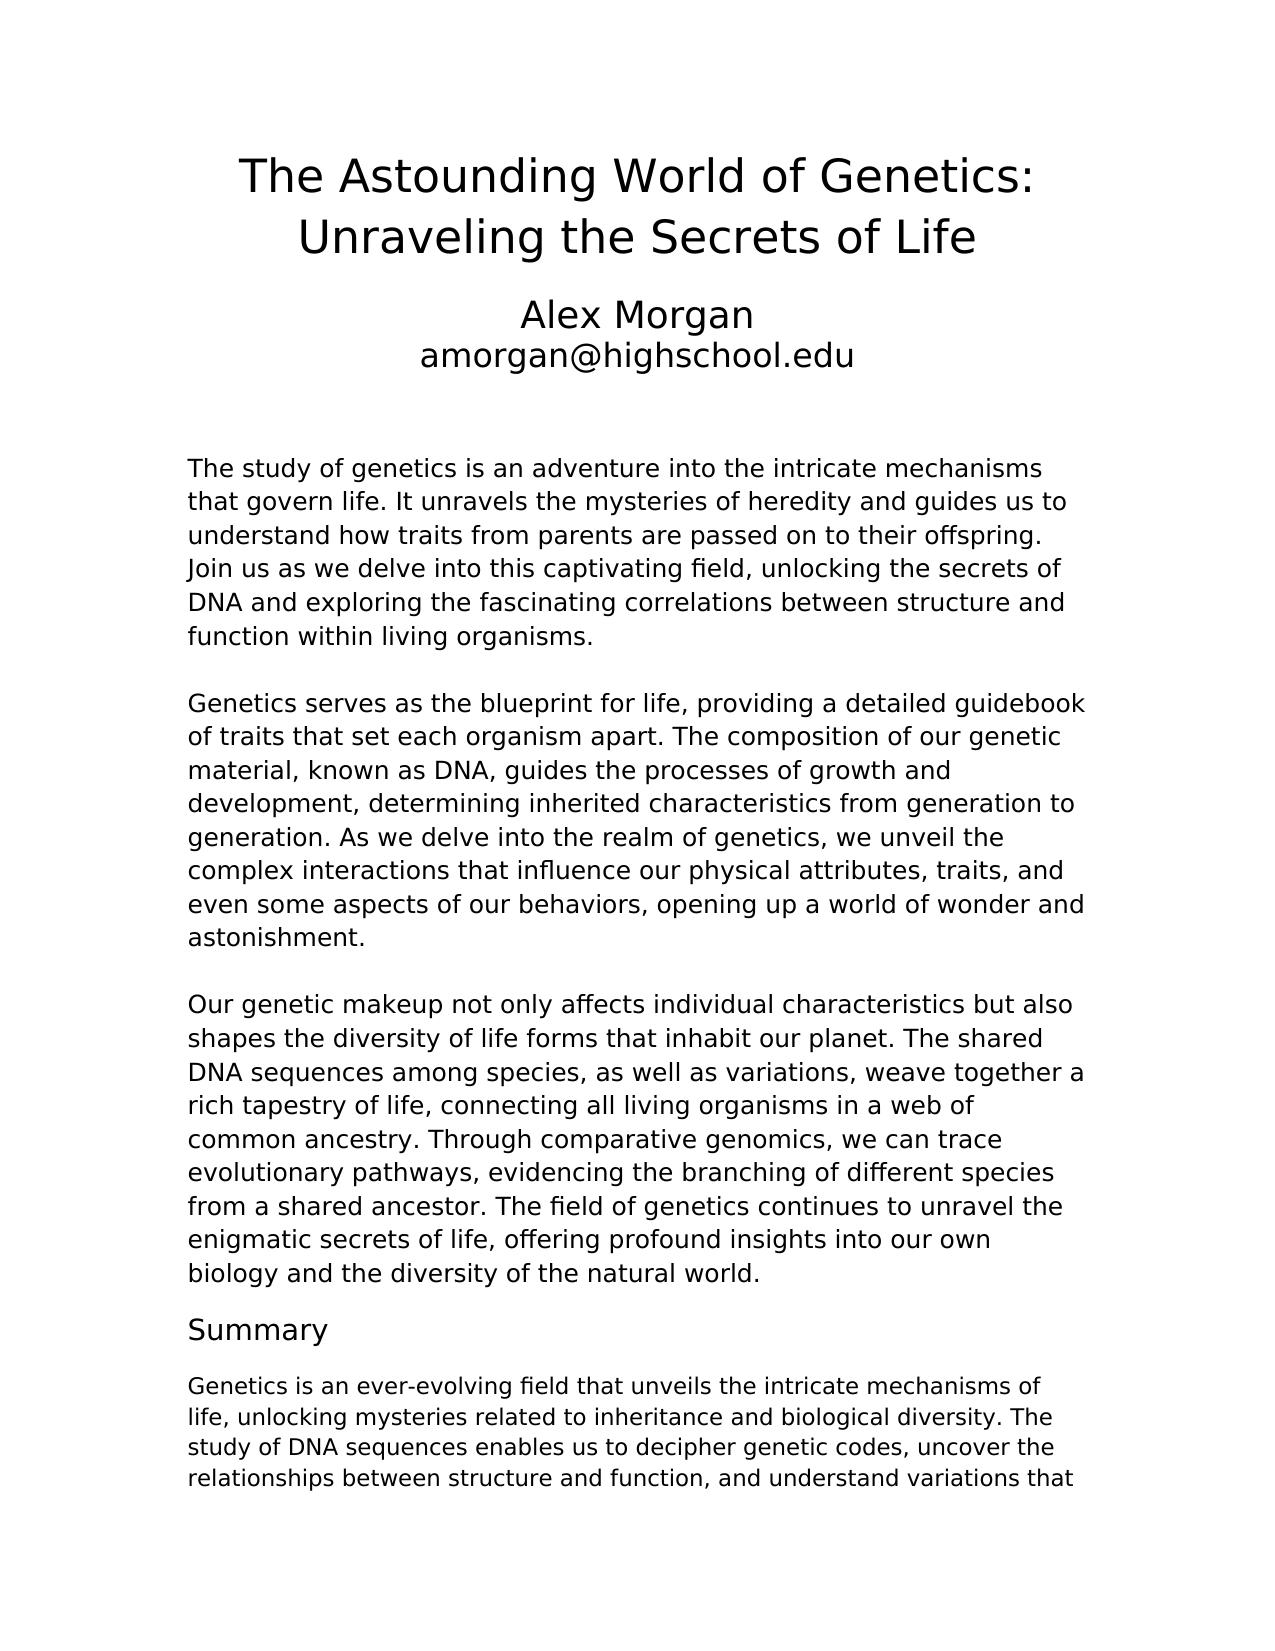 The Astounding World of Genetics:
Unraveling the Secrets of Life
Alex Morgan
amorgan@highschool.edu
The study of genetics is an adventure into the intricate mechanisms
that govern life. It unravels the mysteries of heredity and guides us to
understand how traits from parents are passed on to their offspring.
Join us as we delve into this captivating field, unlocking the secrets of
DNA and exploring the fascinating correlations between structure and
function within living organisms.
Genetics serves as the blueprint for life, providing a detailed guidebook
of traits that set each organism apart. The composition of our genetic
material, known as DNA, guides the processes of growth and
development, determining inherited characteristics from generation to
generation. As we delve into the realm of genetics, we unveil the
complex interactions that influence our physical attributes, traits, and
even some aspects of our behaviors, opening up a world of wonder and
astonishment.
Our genetic makeup not only affects individual characteristics but also
shapes the diversity of life forms that inhabit our planet. The shared
DNA sequences among species, as well as variations, weave together a
rich tapestry of life, connecting all living organisms in a web of
common ancestry. Through comparative genomics, we can trace
evolutionary pathways, evidencing the branching of different species
from a shared ancestor. The field of genetics continues to unravel the
enigmatic secrets of life, offering profound insights into our own
biology and the diversity of the natural world.
Summary
Genetics is an ever-evolving field that unveils the intricate mechanisms of
life, unlocking mysteries related to inheritance and biological diversity. The
study of DNA sequences enables us to decipher genetic codes, uncover the
relationships between structure and function, and understand variations that